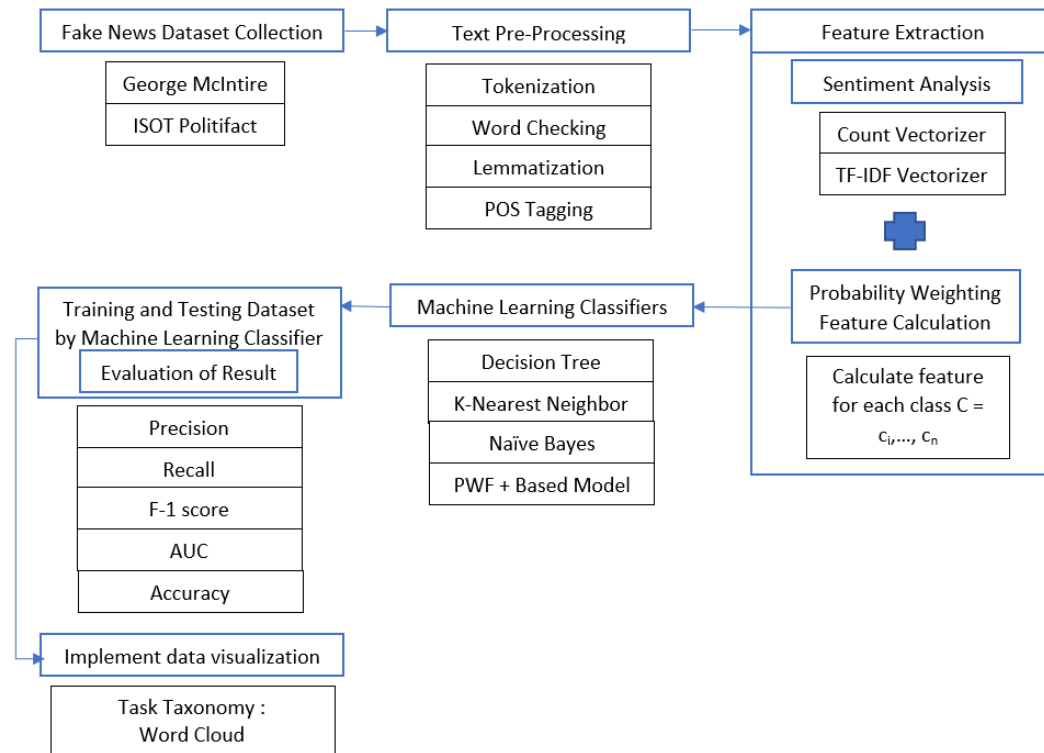 Fake News Dataset Collection
George McIntire
ISOT Politifact
Text Pre-Processing
Tokenization
Word Checking
Lemmatization
POS Tagging
Feature Extraction
Sentiment Analysis
Count Vectorizer
TF-IDF Vectorizer
Probability Weighting
Feature Calculation
Calculate feature
for each class C =
cᵢ,..., cₙ
Machine Learning Classifiers
Decision Tree
K-Nearest Neighbor
Naïve Bayes
PWF + Based Model
Training and Testing Dataset
by Machine Learning Classifier
Evaluation of Result
Precision
Recall
F-1 score
AUC
Accuracy
Implement data visualization
Task Taxonomy :
Word Cloud